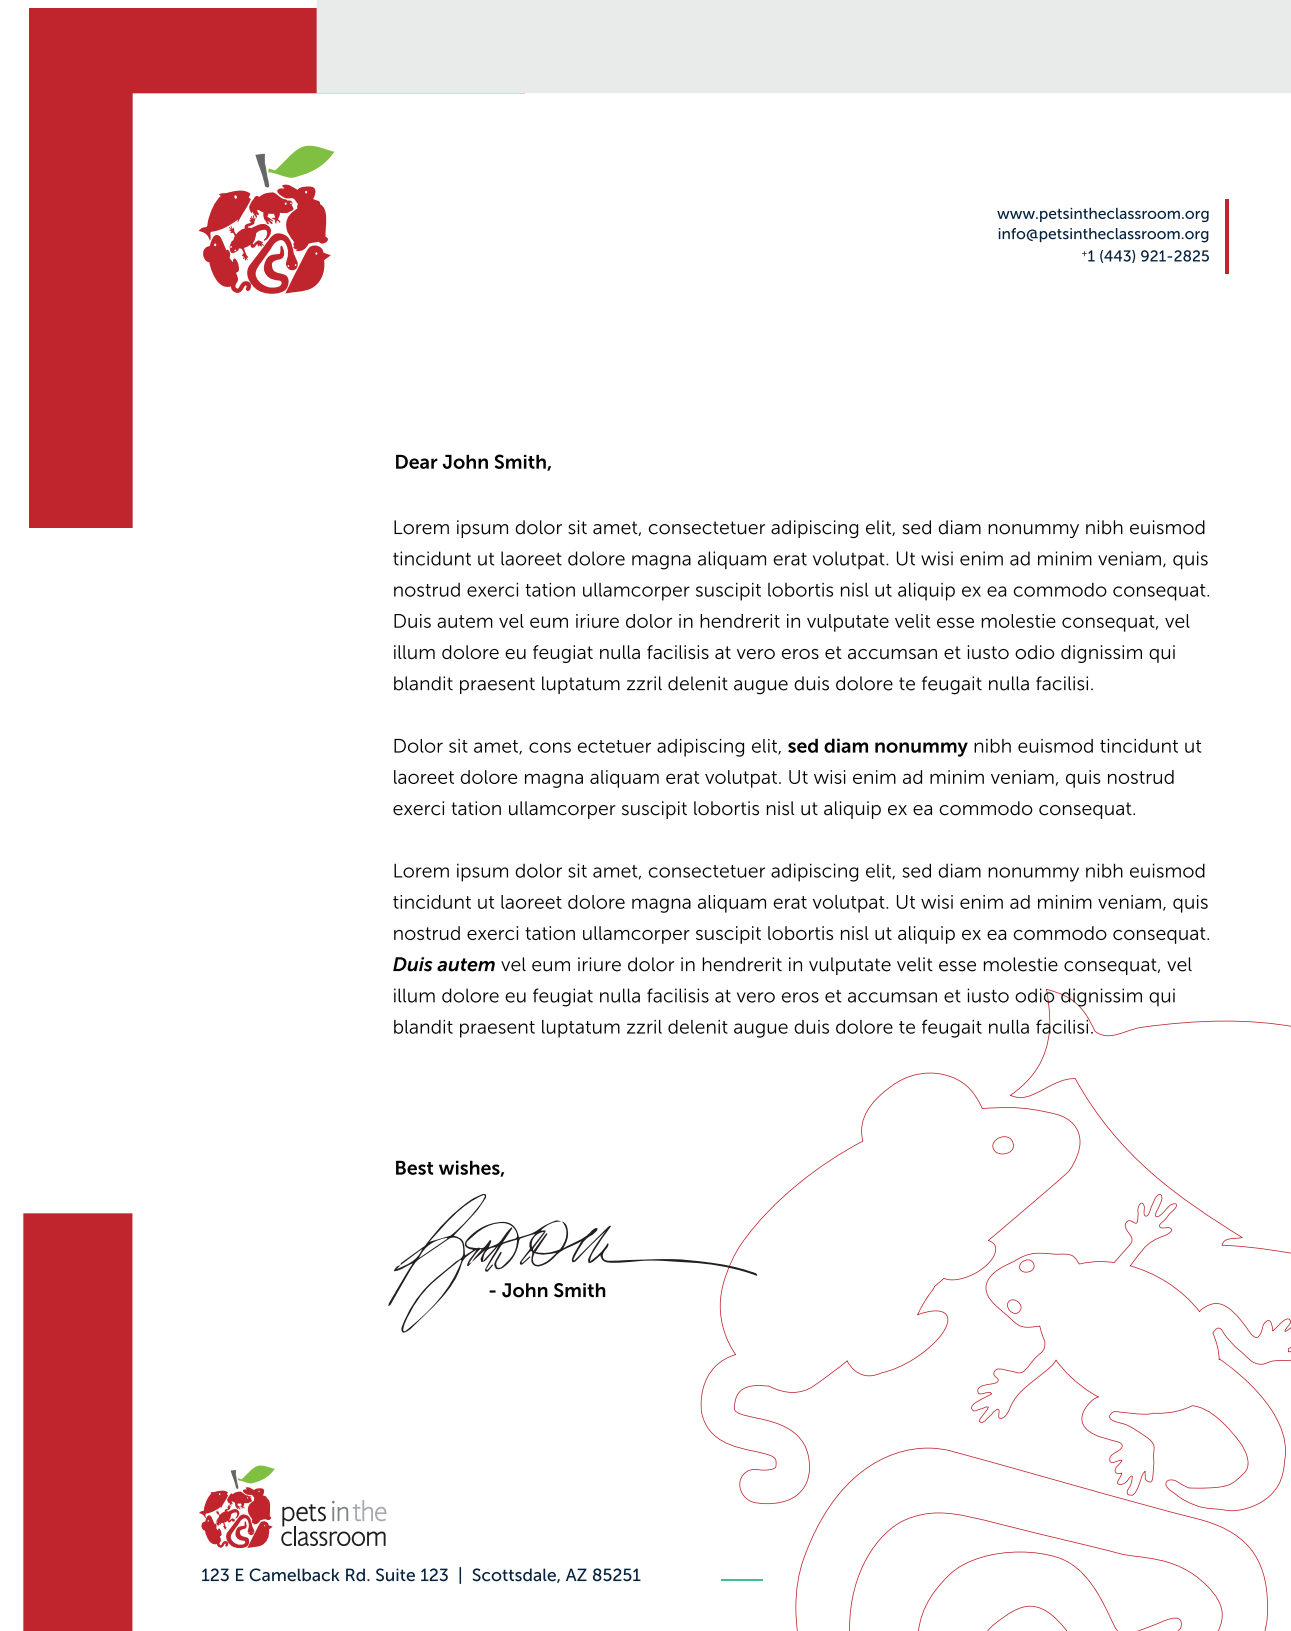 www.petsintheclassroom.org
info@petsintheclassroom.org
+1 (443) 921-2825
Dear John Smith,
Lorem ipsum dolor sit amet, consectetuer adipiscing elit, sed diam nonummy nibh euismod
tincidunt ut laoreet dolore magna aliquam erat volutpat. Ut wisi enim ad minim veniam, quis
nostrud exerci tation ullamcorper suscipit lobortis nisl ut aliquip ex ea commodo consequat.
Duis autem vel eum iriure dolor in hendrerit in vulputate velit esse molestie consequat, vel
illum dolore eu feugiat nulla facilisis at vero eros et accumsan et iusto odio dignissim qui
blandit praesent luptatum zzril delenit augue duis dolore te feugait nulla facilisi.
Dolor sit amet, cons ectetuer adipiscing elit, sed diam nonummy nibh euismod tincidunt ut
laoreet dolore magna aliquam erat volutpat. Ut wisi enim ad minim veniam, quis nostrud
exerci tation ullamcorper suscipit lobortis nisl ut aliquip ex ea commodo consequat.
Lorem ipsum dolor sit amet, consectetuer adipiscing elit, sed diam nonummy nibh euismod
tincidunt ut laoreet dolore magna aliquam erat volutpat. Ut wisi enim ad minim veniam, quis
nostrud exerci tation ullamcorper suscipit lobortis nisl ut aliquip ex ea commodo consequat.
Duis autem vel eum iriure dolor in hendrerit in vulputate velit esse molestie consequat, vel
illum dolore eu feugiat nulla facilisis at vero eros et accumsan et iusto odio dignissim qui
blandit praesent luptatum zzril delenit augue duis dolore te feugait nulla facilisi.
Best wishes,
- John Smith
pets in the
classroom
123 E Camelback Rd. Suite 123 | Scottsdale, AZ 85251